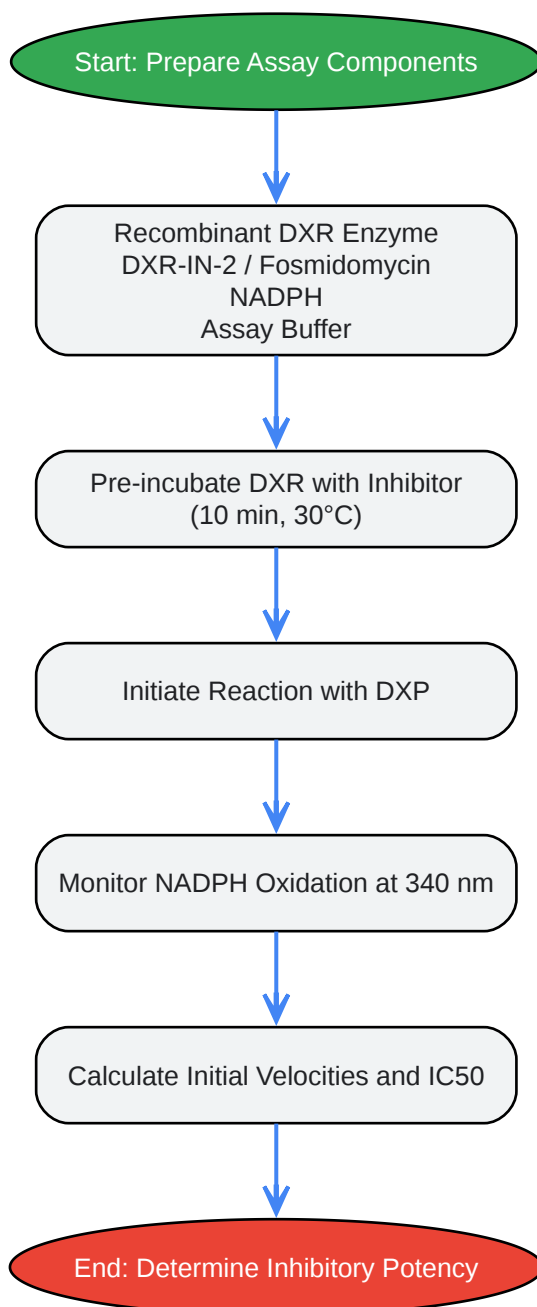 Start: Prepare Assay Components
Recombinant DXR Enzyme
DXR-IN-2 / Fosmidomycin
NADPH
Assay Buffer
Pre-incubate DXR with Inhibitor
(10 min, 30°C)
Initiate Reaction with DXP
Monitor NADPH Oxidation at 340 nm
Calculate Initial Velocities and IC50
End: Determine Inhibitory Potency